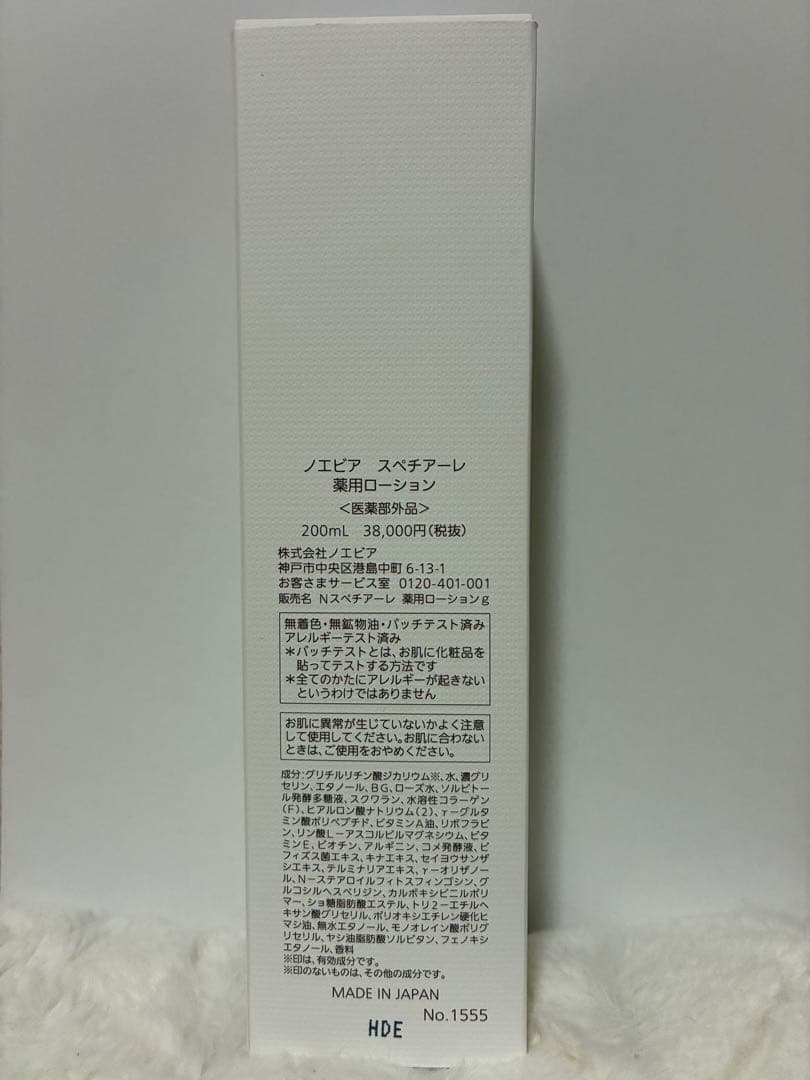 ノエビア　スペチアーレ
薬用ローション
＜医薬部外品＞
200mL　38,000円（税抜）
株式会社ノエビア
神戸市中央区港島中町 6-13-1
お客さまサービス室　0120-401-001
販売名　Nスペチアーレ　薬用ローションｇ
無着色・無鉱物油・パッチテスト済み
アレルギーテスト済み
＊パッチテストとは、お肌に化粧品を
貼ってテストする方法です
＊全てのかたにアレルギーが起きない
というわけではありません
お肌に異常が生じていないかよく注意
して使用してください。お肌に合わない
ときは、ご使用をおやめください。
成分：グリチルリチン酸ジカリウム※、水、濃グリ
セリン、エタノール、BG、ローズ水、ソルビトー
ル発酵多糖液、スクワラン、水溶性コラーゲン
（F）、ヒアルロン酸ナトリウム（2）、γーグルタ
ミン酸ポリペプチド、ビタミンA油、リボフラビ
ン、リン酸Lーアスコルビルマグネシウム、ビタ
ミンE、ビオチン、アルギニン、コメ発酵液、ビ
フィズス菌エキス、キナエキス、セイヨウサンザ
シエキス、テルミナリアエキス、γーオリザノー
ル、Nーステアロイルフィトスフィンゴシン、グ
ルコシルヘスペリジン、カルボキシビニルポリ
マー、ショ糖脂肪酸エステル、トリ2ーエチルヘ
キサン酸グリセリル、ポリオキシエチレン硬化ヒ
マシ油、無水エタノール、モノオレイン酸ポリグ
リセリル、ヤシ油脂肪酸ソルビタン、フェノキシ
エタノール、香料
※印は、有効成分です。
※印のないものは、その他の成分です。
MADE IN JAPAN
No.1555
HDE